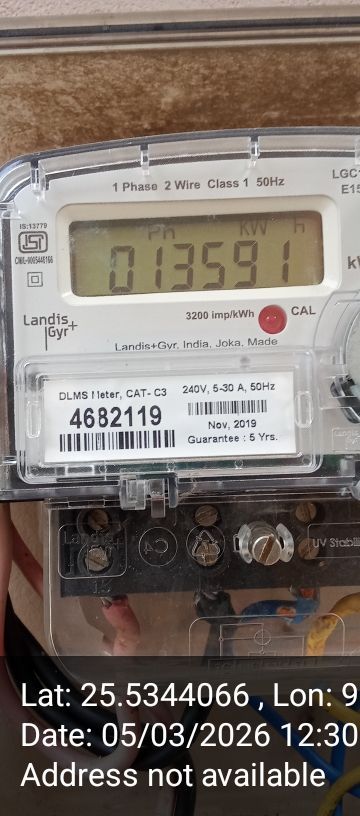 1 Phase 2 Wire Class 1 50Hz
LGC
E15
IS:13779
ISI
Ph KW h
013591
3200 imp/kWh
CAL
Landis+
Gyr
Landis+Gyr, India, Joka, Made
DLMS Meter, CAT- C3
240V, 5-30 A, 50Hz
4682119
Nov, 2019
Guarantee : 5 Yrs.
UV Stabili
Lat: 25.5344066 , Lon: 9
Date: 05/03/2026 12:30
Address not available